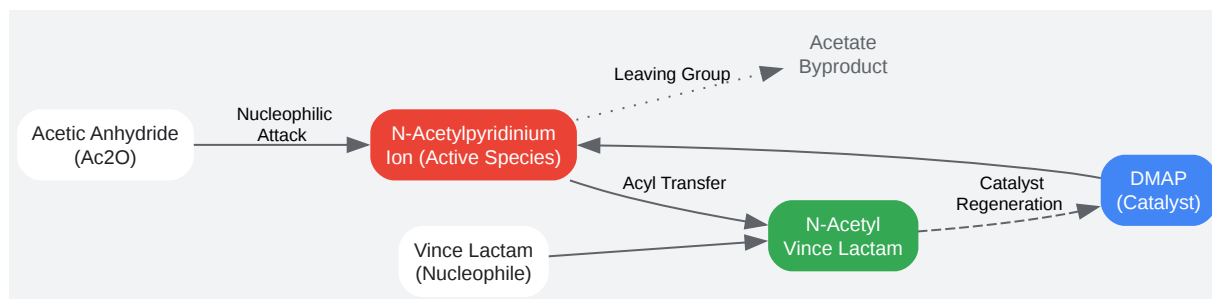 Acetate
Byproduct
Leaving Group
Nucleophilic
Attack
Acetic Anhydride
(Ac2O)
N-Acetylpyridinium
Ion (Active Species)
Acyl Transfer
Catalyst
Regeneration
DMAP
(Catalyst)
N-Acetyl
Vince Lactam
Vince Lactam
(Nucleophile)